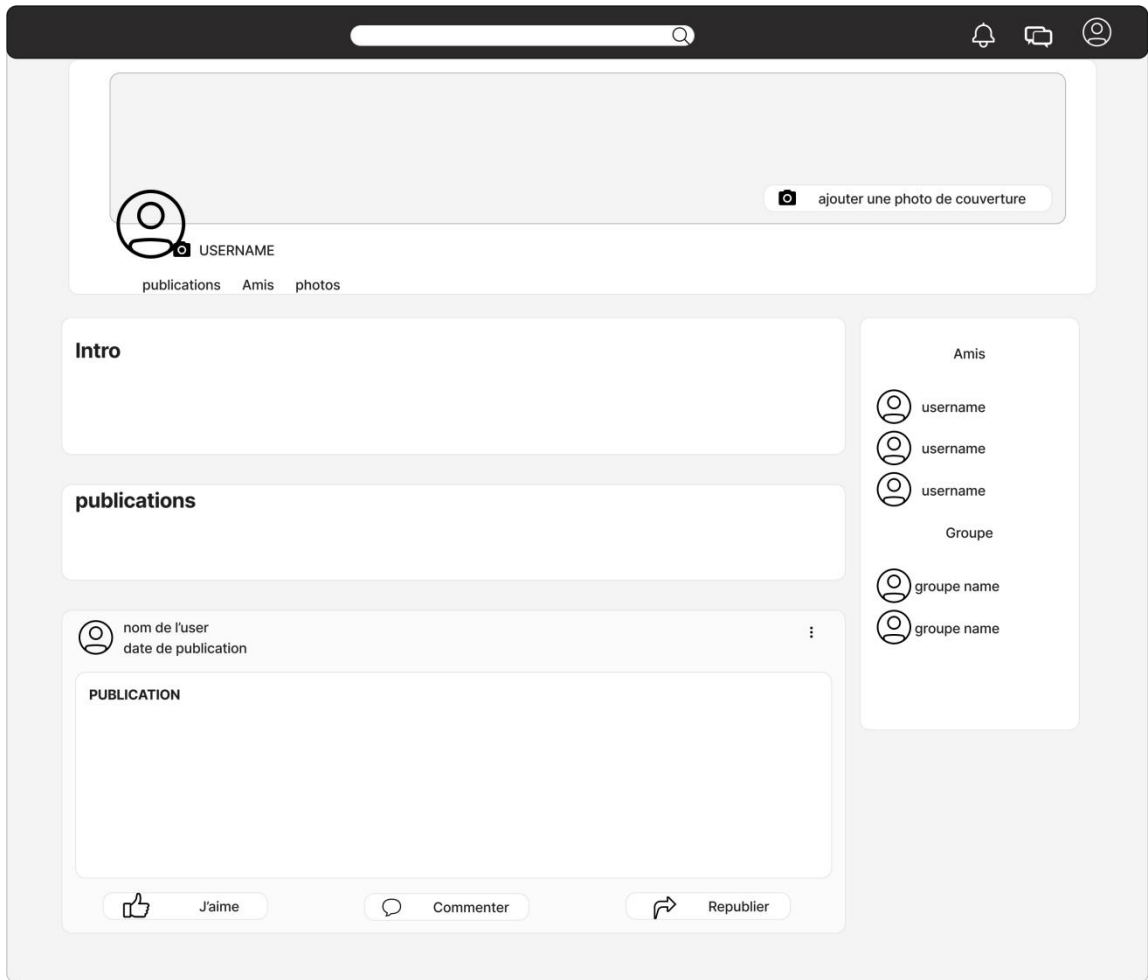 ajouter une photo de couverture
USERNAME
publications Amis photos
Intro
publications
nom de l'user
date de publication
PUBLICATION
J'aime Commenter Republier
Amis
username
username
username
Groupe
groupe name
groupe name